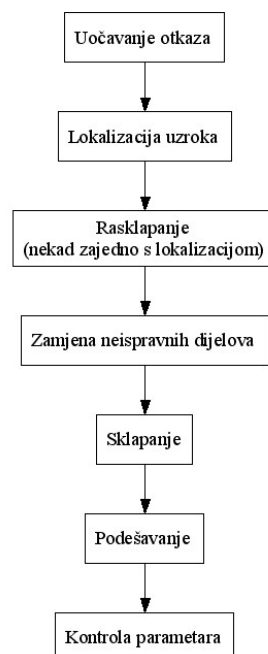 Uočavanje otkaza
Lokalizacija uzroka
Rasklapanje
(nekad zajedno s lokalizacijom)
Zamjena neispravnih dijelova
Sklapanje
Podešavanje
Kontrola parametara